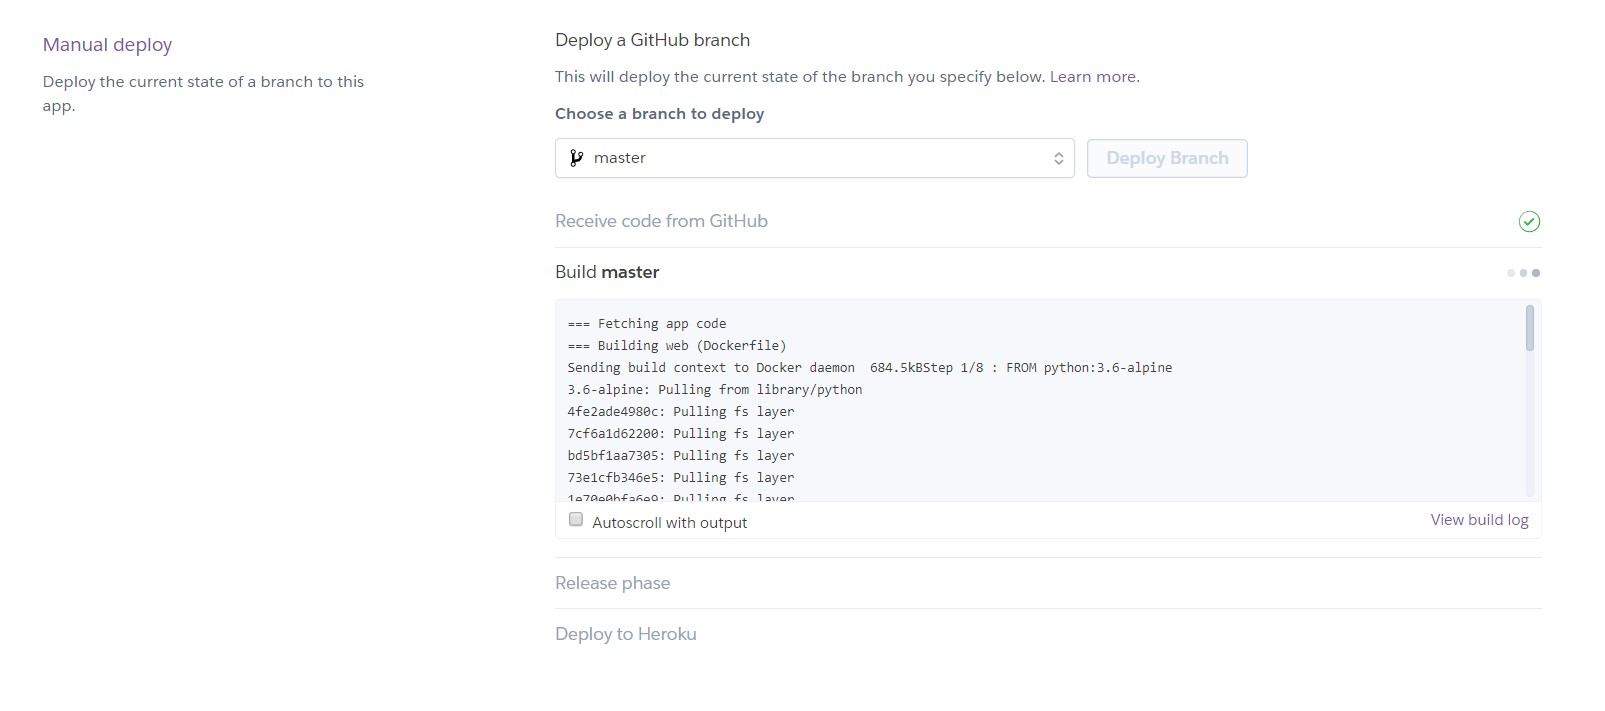 Manual deploy
Deploy the current state of a branch to this
app.
Deploy a GitHub branch
This will deploy the current state of the branch you specify below. Learn more.
Choose a branch to deploy
master
Deploy Branch
Receive code from GitHub
Build master
=== Fetching app code
=== Building web (Dockerfile)
Sending build context to Docker daemon  684.5kBStep 1/8 : FROM python:3.6-alpine
3.6-alpine: Pulling from library/python
4fe2ade4980c: Pulling fs layer
7cf6a1d62200: Pulling fs layer
bd5bf1aa7305: Pulling fs layer
73e1cfb346e5: Pulling fs layer
1e70e0bfa6e9: Pulling fs layer
Autoscroll with output
View build log
Release phase
Deploy to Heroku